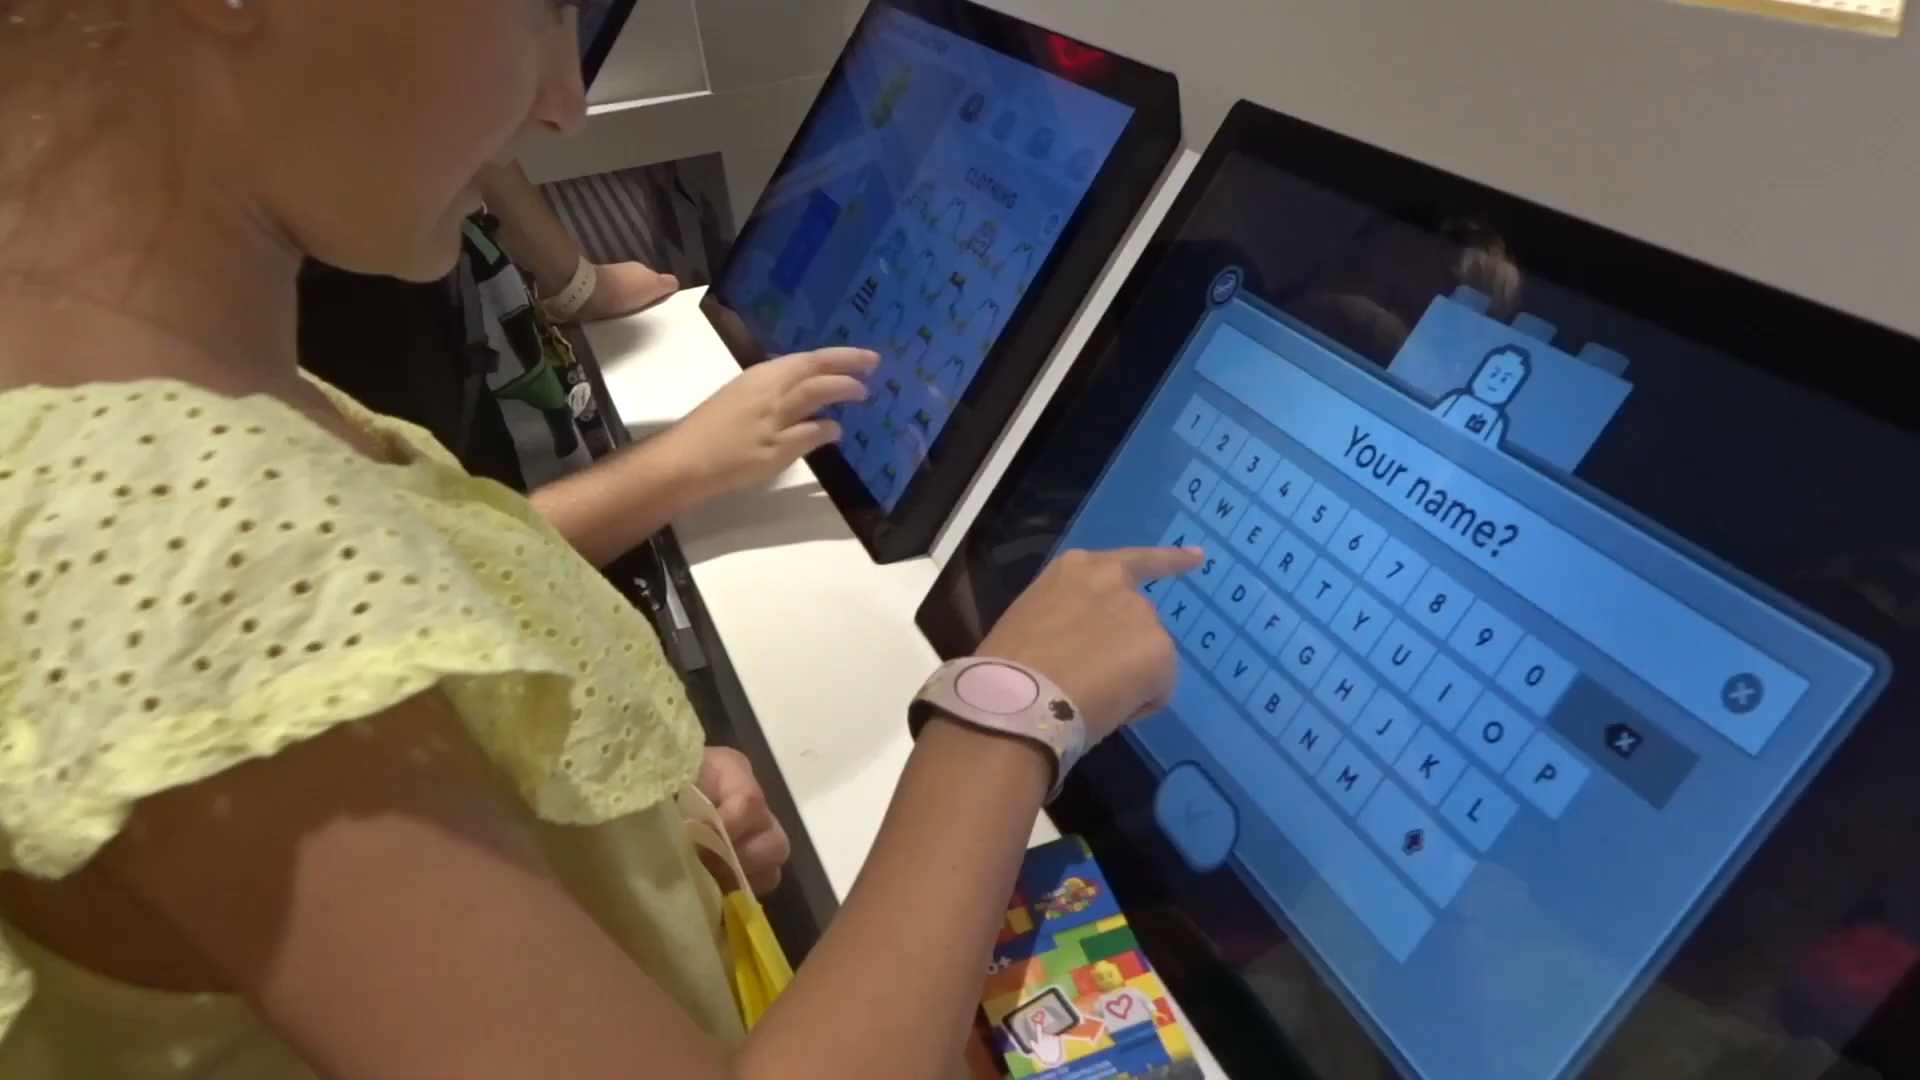 CLOTHING
Your name?
1 2 3 4 5 6 7 8 9 0
Q W E R T Y U I O P
A S D F G H J K L
Z X C V B N M